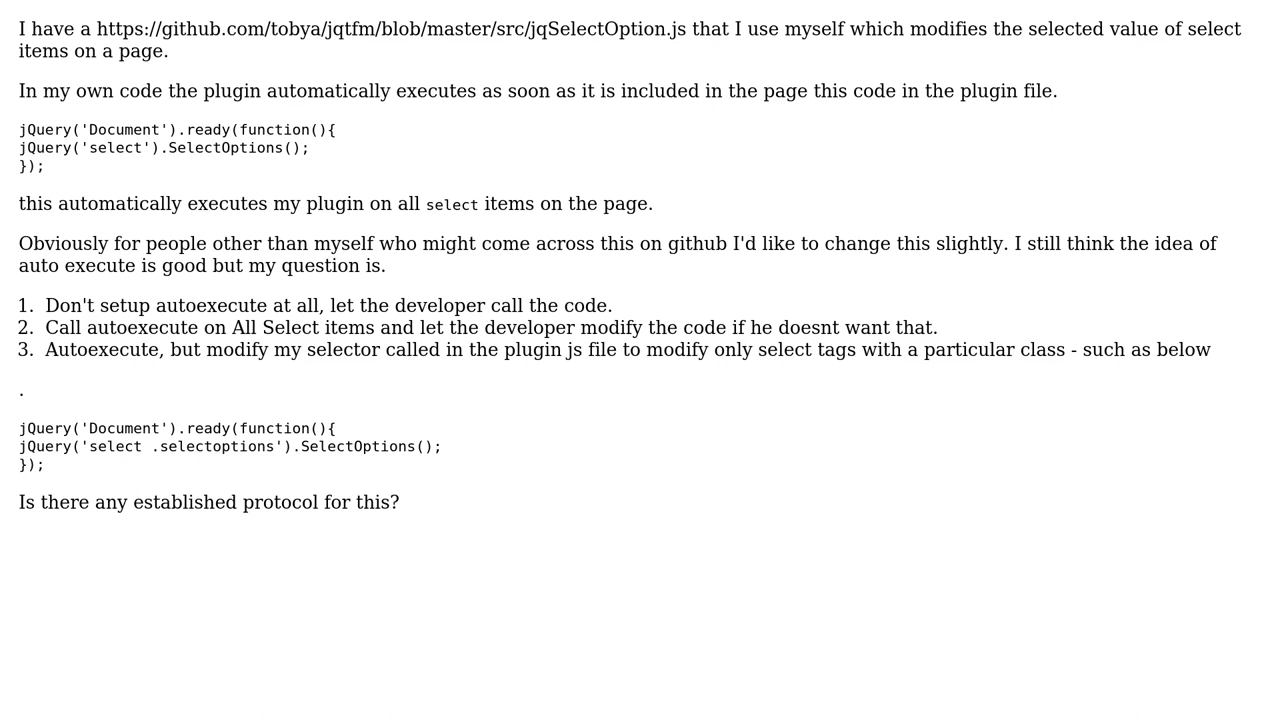 I have a https://github.com/tobya/jqtfm/blob/master/src/jqSelectOption.js that I use myself which modifies the selected value of select
items on a page.
In my own code the plugin automatically executes as soon as it is included in the page this code in the plugin file.
jQuery('Document').ready(function(){
jQuery('select').SelectOptions();
});
this automatically executes my plugin on all select items on the page.
Obviously for people other than myself who might come across this on github I'd like to change this slightly. I still think the idea of
auto execute is good but my question is.
1. Don't setup autoexecute at all, let the developer call the code.
2. Call autoexecute on All Select items and let the developer modify the code if he doesnt want that.
3. Autoexecute, but modify my selector called in the plugin js file to modify only select tags with a particular class - such as below
.
jQuery('Document').ready(function(){
jQuery('select .selectoptions').SelectOptions();
});
Is there any established protocol for this?